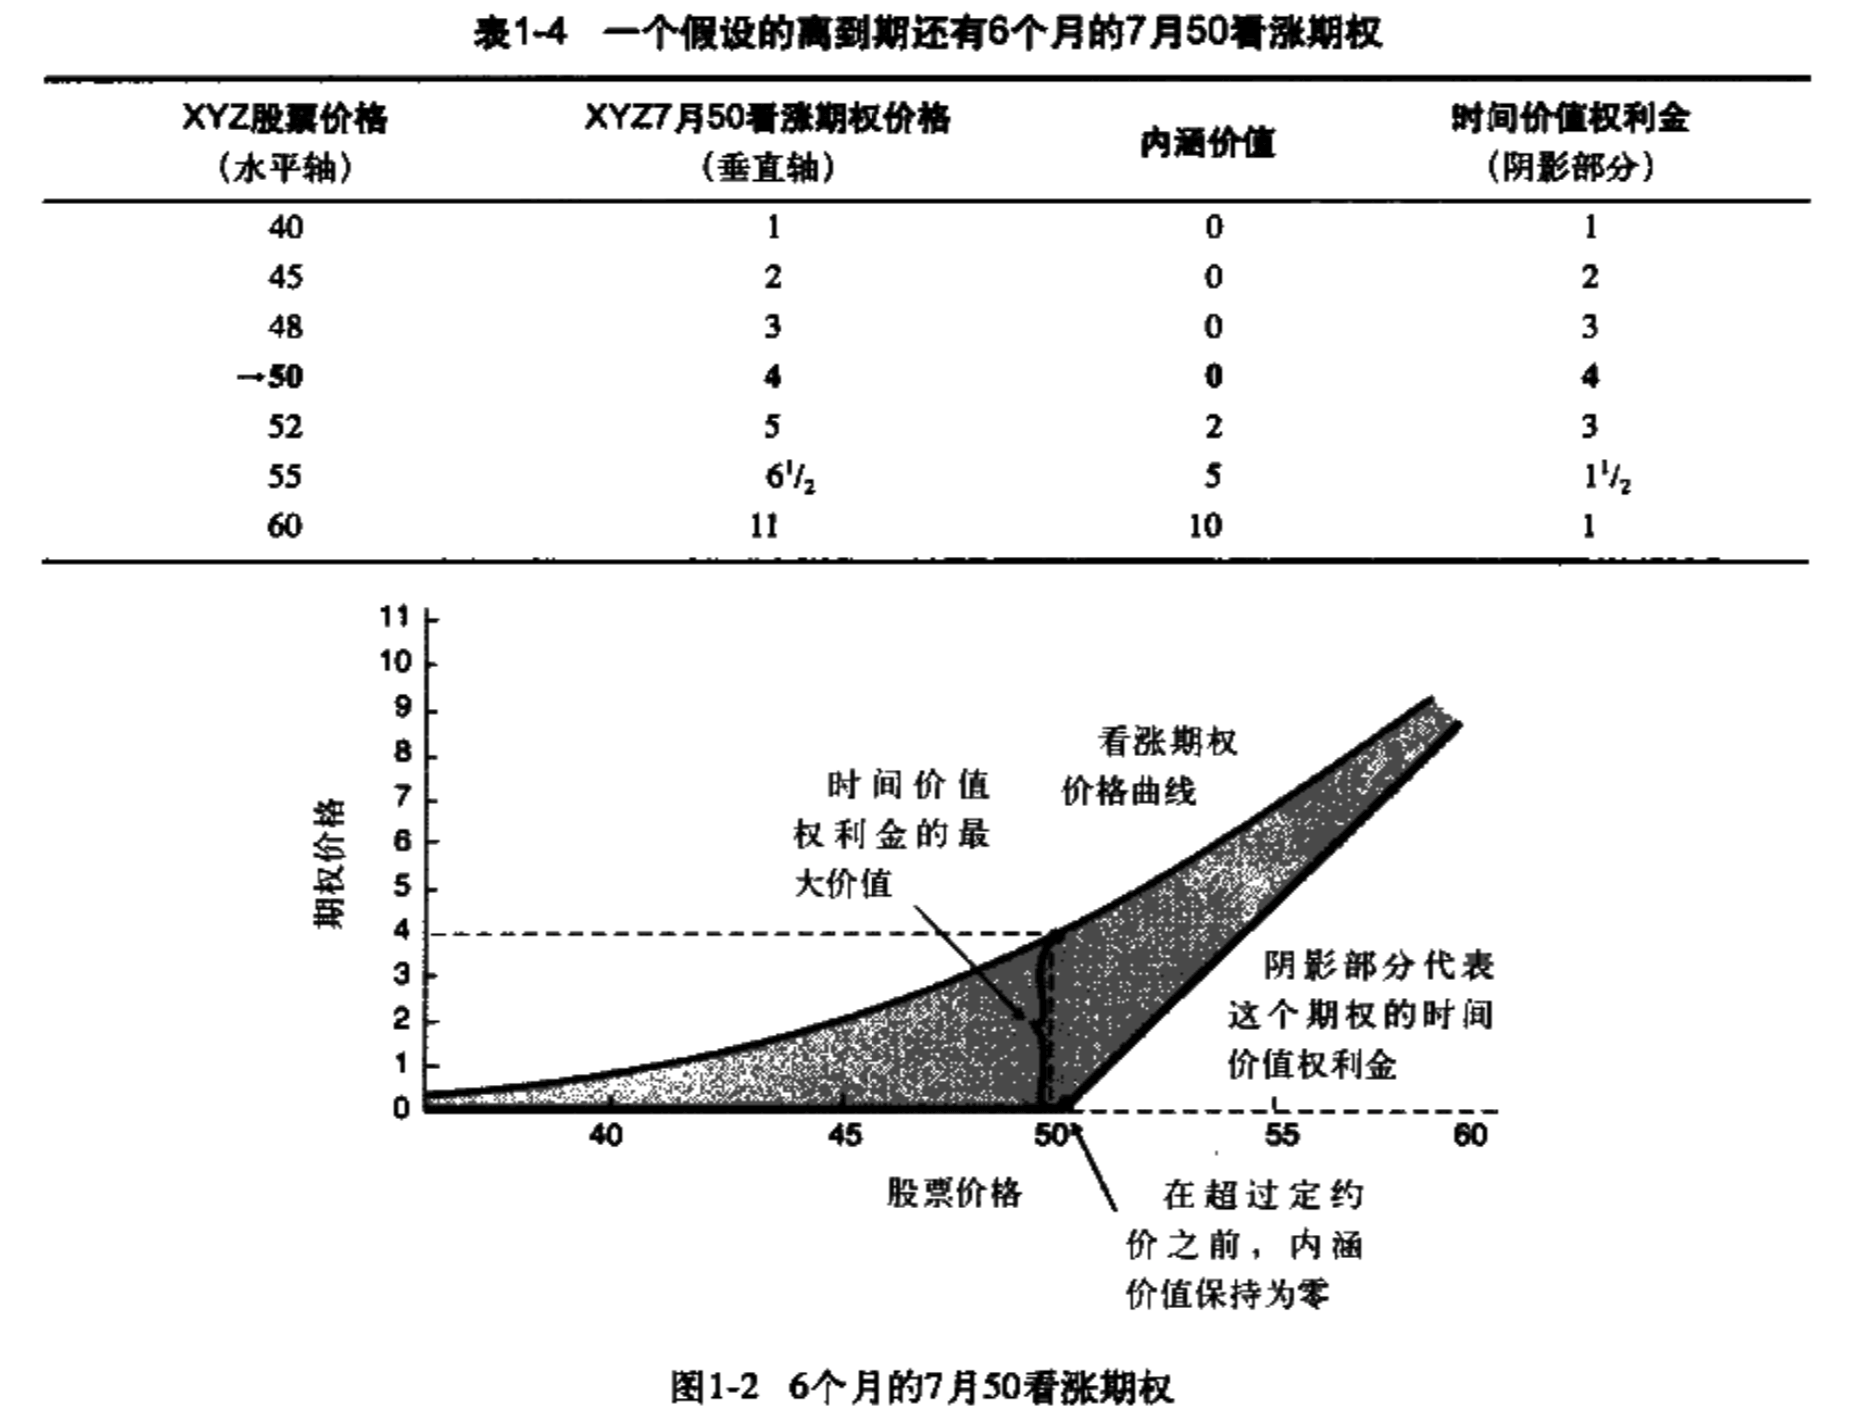 表1-4 一个假设的离到期还有6个月的7月50看涨期权
XYZ股票价格 XYZ7月50看涨期权价格 内涵价值 时间价值权利金
（水平轴） （垂直轴） （阴影部分）
40 1 0 1
45 2 0 2
48 3 0 3
→50 4 0 4
52 5 2 3
55 6 1/2 5 1 1/2
60 11 10 1
11
10
9
8
7
6
5
4
3
2
1
0
期权价格
看涨期权
价格曲线
时间价值
权利金的最
大价值
阴影部分代表
这个期权的时间
价值权利金
40 45 50 55 60
股票价格
在超过定约
价之前，内涵
价值保持为零
图1-2 6个月的7月50看涨期权